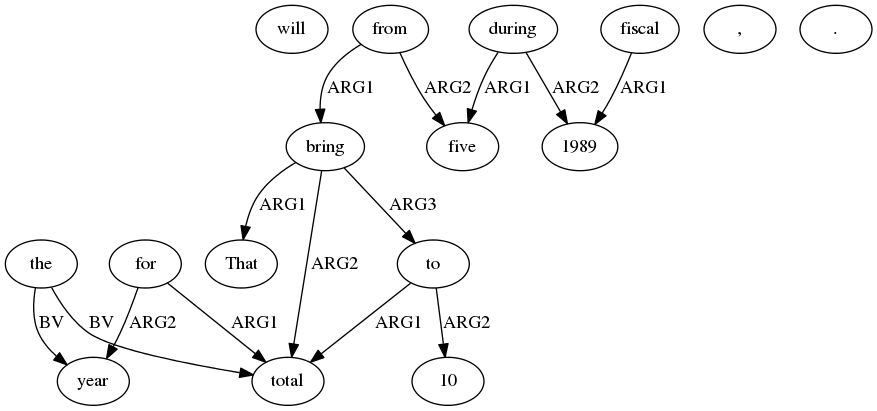 will from during fiscal , .
ARG1 ARG2 ARG1 ARG2 ARG1
bring five 1989
ARG1 ARG2 ARG3
the for That to
BV BV ARG2 ARG1 ARG1 ARG2
year total 10